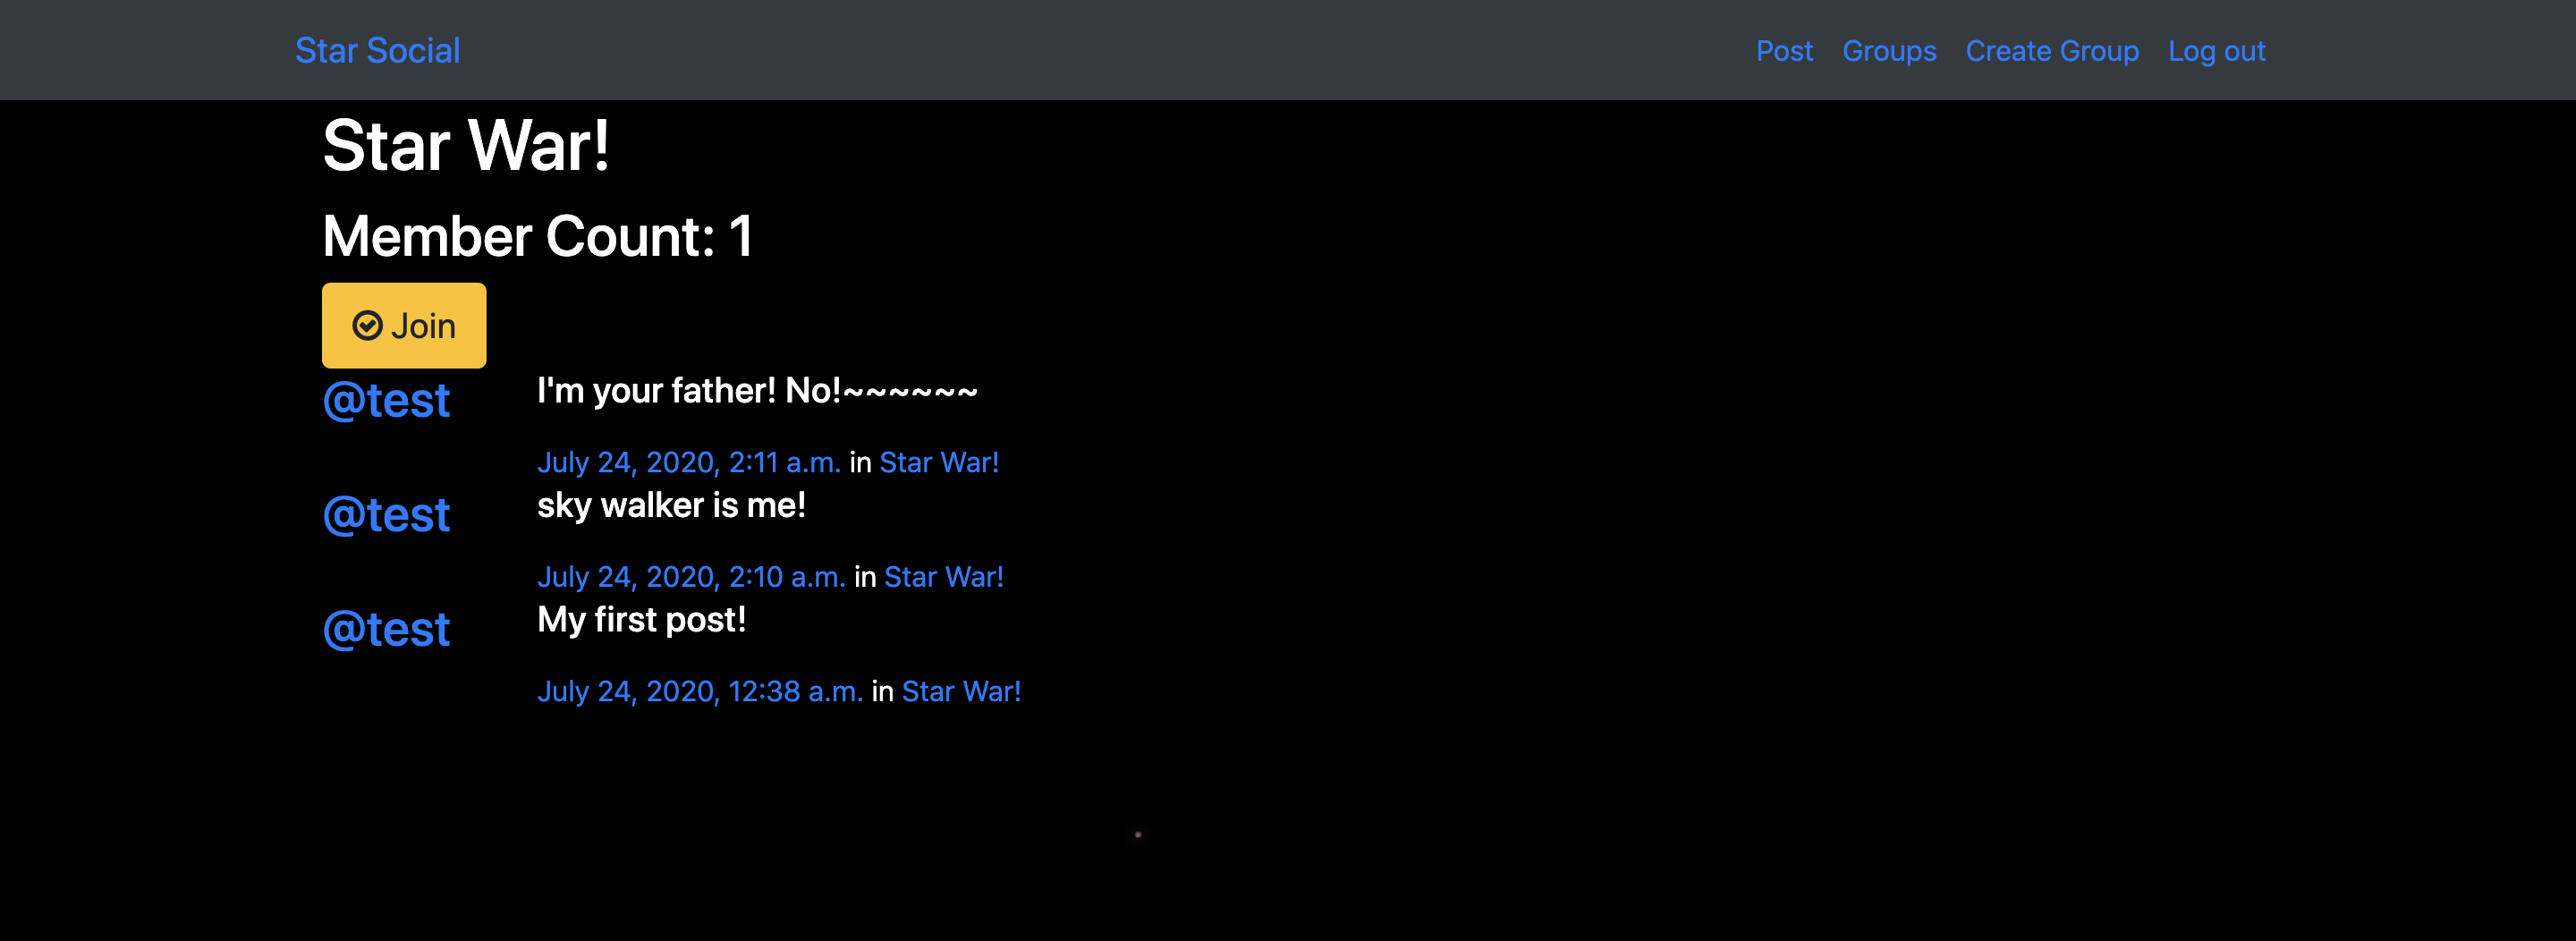 Star Social Post Groups Create Group Log out
Star War!
Member Count: 1
Join
@test I'm your father! No!~~~~~~
July 24, 2020, 2:11 a.m. in Star War!
@test sky walker is me!
July 24, 2020, 2:10 a.m. in Star War!
@test My first post!
July 24, 2020, 12:38 a.m. in Star War!